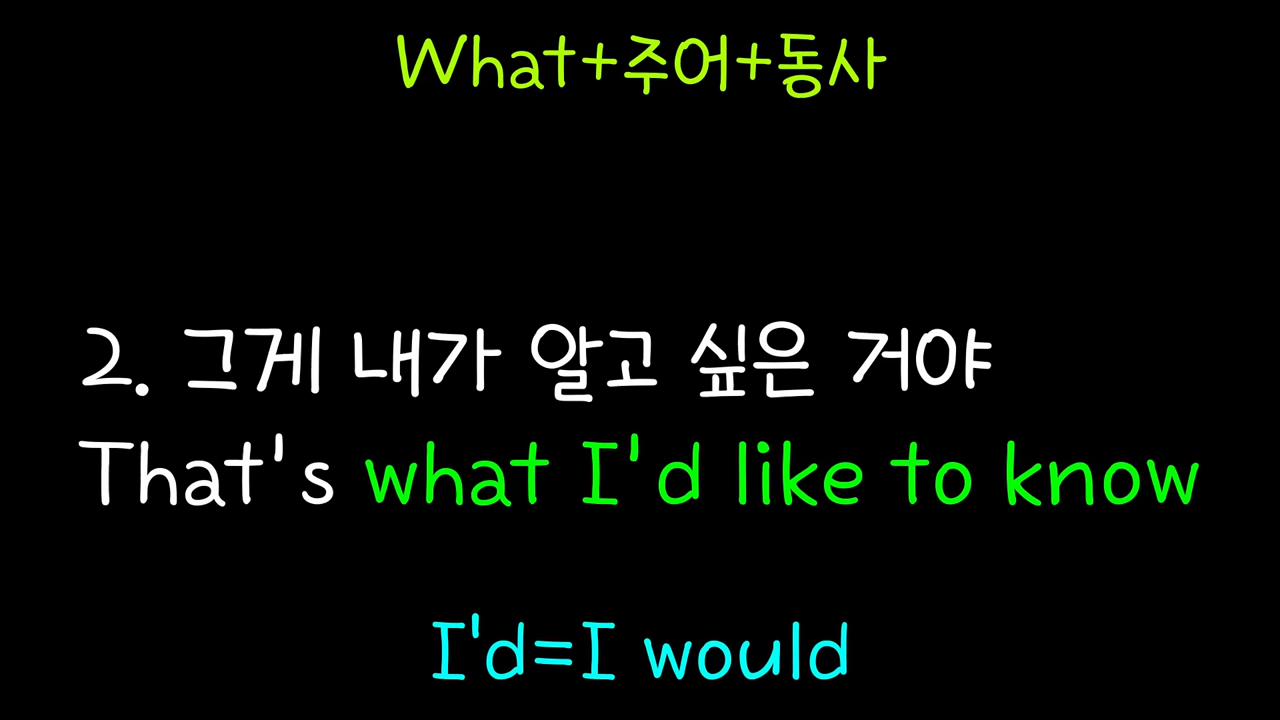 What+주어+동사
2. 그게 내가 알고 싶은 거야
That's what I'd like to know
I'd=I would